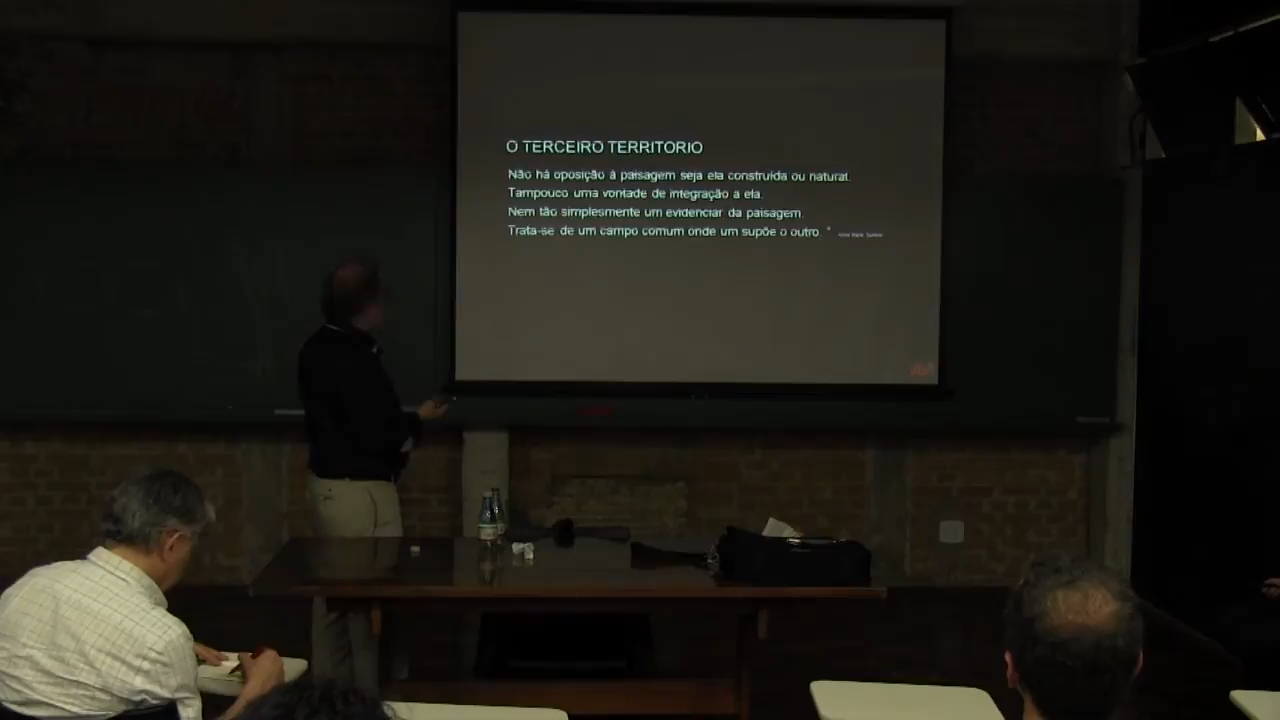 O TERCEIRO TERRITORIO
Não há oposição à paisagem seja ela construída ou natural.
Tampouco uma vontade de integração a ela.
Nem tão simplesmente um evidenciar da paisagem.
Trata-se de um campo comum onde um supõe o outro. *